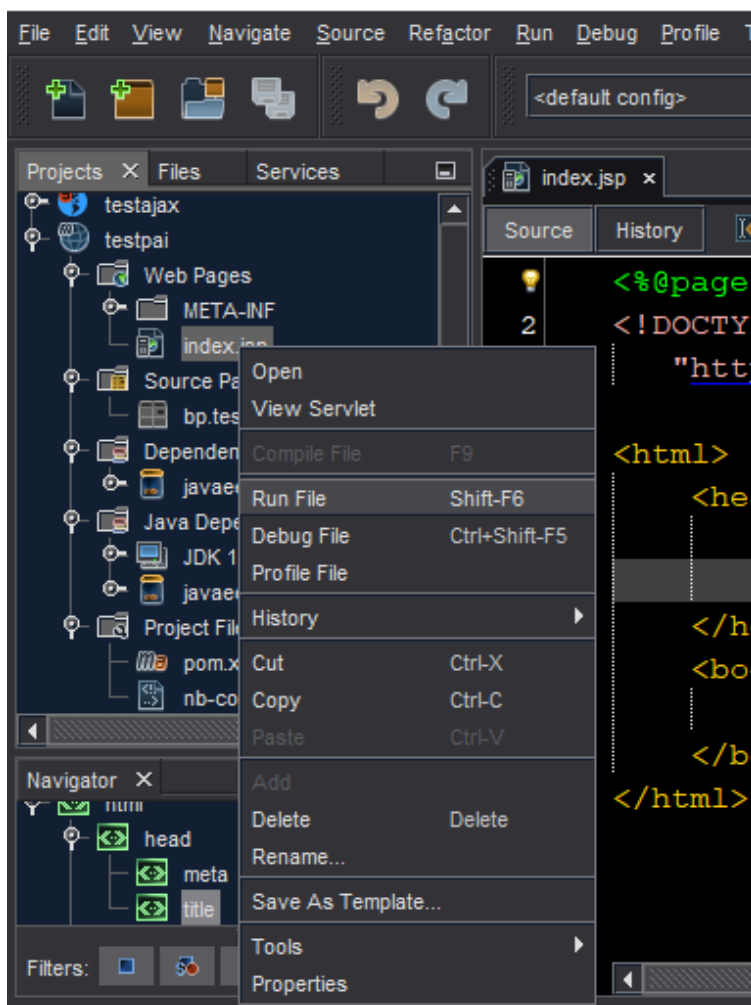 File Edit View Navigate Source Refactor Run Debug Profile
<default config>
Projects Files Services
index.jsp
testajax
testpai
Source History
Web Pages
META-INF
index.jsp
Source Pa
bp.tes
Dependen
javaee
Java Depe
JDK 1
javaee
Project File
pom.x
nb-co
Open
View Servlet
Compile File F9
Run File Shift-F6
Debug File Ctrl+Shift-F5
Profile File
History
Cut Ctrl-X
Copy Ctrl-C
Paste Ctrl-V
Add
Delete Delete
Rename...
Save As Template...
Tools
Properties
<%@page
2 <!DOCTY
"http
<html>
<he
</h
<bo
</b
</html>
Navigator
html
head
meta
title
Filters: